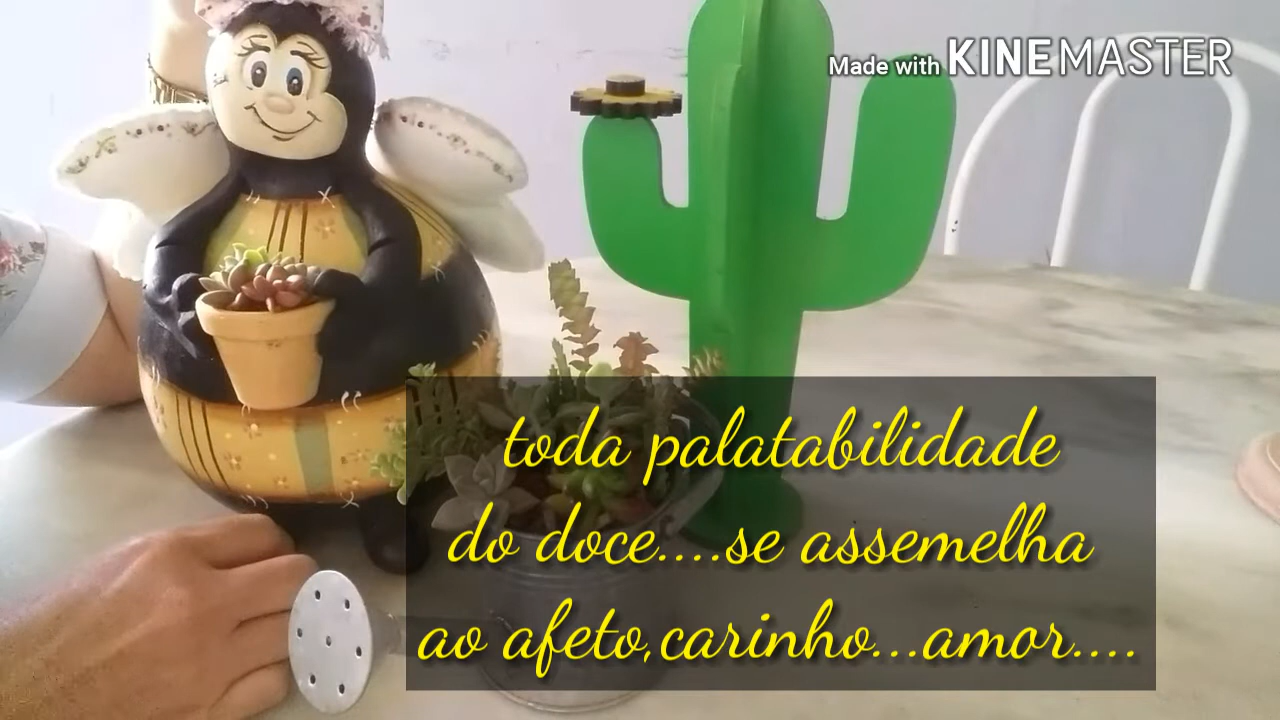 Made with KINEMASTER
toda palatabilidade
do doce....se assemelha
ao afeto,carinho...amor....